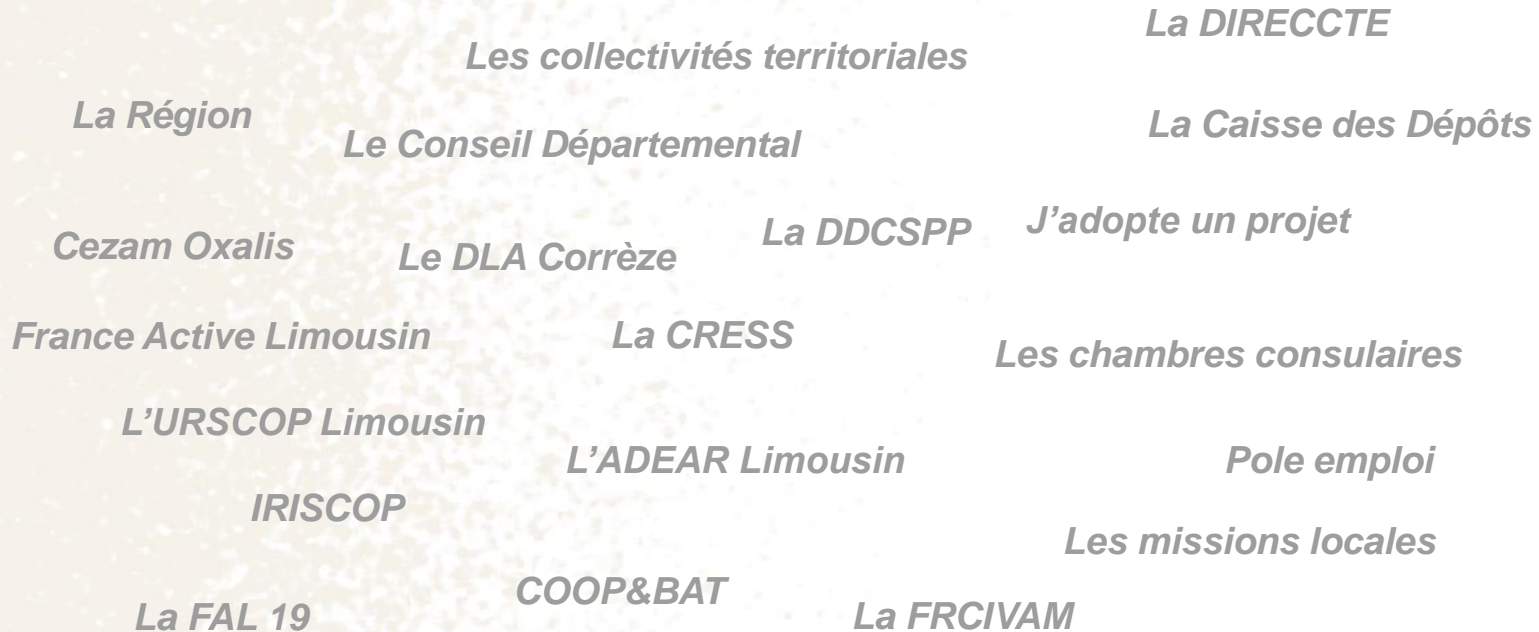 La DIRECCTE
Les collectivités territoriales
La Région
La Caisse des Dépôts
Le Conseil Départemental
J’adopte un projet
La DDCSPP
Cezam Oxalis
Le DLA Corrèze
France Active Limousin
La CRESS
Les chambres consulaires
L’URSCOP Limousin
L’ADEAR Limousin
Pole emploi
IRISCOP
Les missions locales
COOP&BAT
La FAL 19
La FRCIVAM